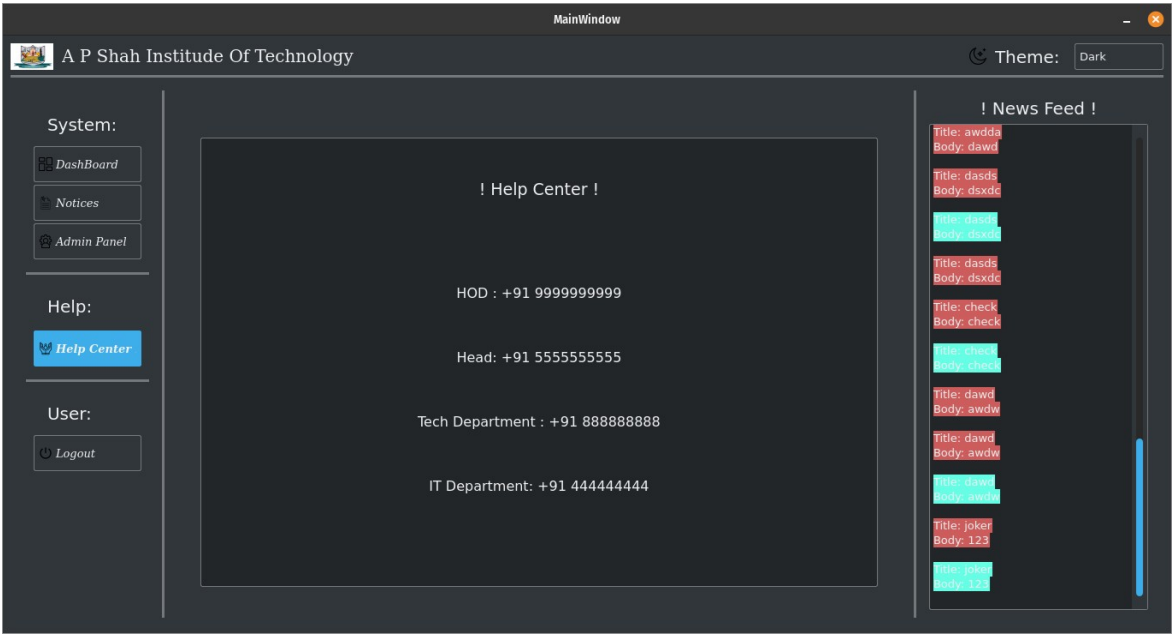 MainWindow
A P Shah Institute Of Technology
Theme:
Dark
System:
DashBoard
Notices
Admin Panel
Help:
Help Center
User:
Logout
! Help Center !
HOD : +91 9999999999
Head: +91 5555555555
Tech Department : +91 888888888
IT Department: +91 444444444
! News Feed !
Title: awdda
Body: dawd
Title: dasds
Body: dsxdc
Title: dasds
Body: dsxdc
Title: dasds
Body: dsxdc
Title: check
Body: check
Title: check
Body: check
Title: dawd
Body: awdw
Title: dawd
Body: awdw
Title: dawd
Body: awdw
Title: joker
Body: 123
Title: joker
Body: 123